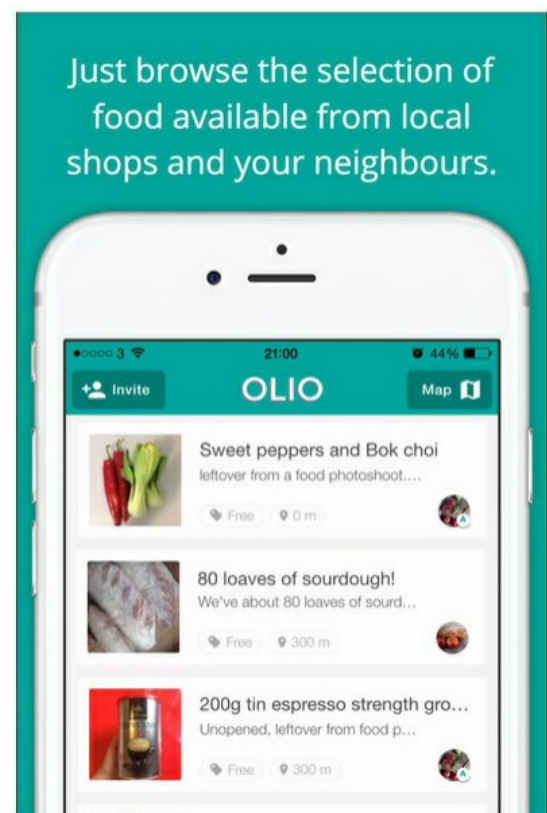 Just browse the selection of
food available from local
shops and your neighbours.
3 21:00 44%
Invite OLIO Map
Sweet peppers and Bok choi
leftover from a food photoshoot....
Free 0 m
A
80 loaves of sourdough!
We've about 80 loaves of sourd...
Free 300 m
200g tin espresso strength gro...
Unopened, leftover from food p...
Free 300 m
A